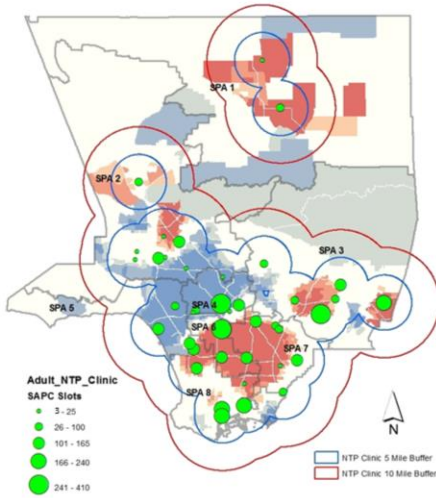 SPA 1
SPA 2
SPA 3
SPA 4
SPA 5
SPA 6
SPA 7
SPA 8
Adult_NTP_Clinic
SAPC Slots
3 - 25
26 - 100
101 - 165
166 - 240
241 - 410
N
NTP Clinic 5 Mile Buffer
NTP Clinic 10 Mile Buffer